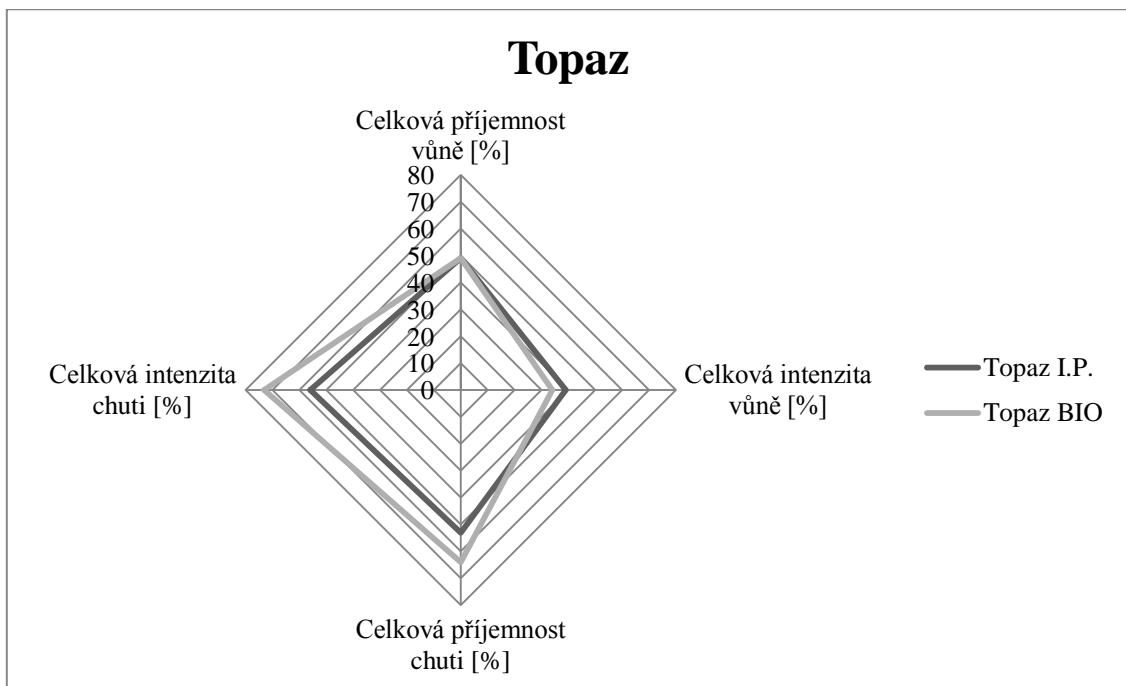 Topaz
Celková příjemnost
vůně [%]
80
70
60
50
40
30
20
10
0
Celková intenzita
chuti [%]
Celková intenzita
vůně [%]
Topaz I.P.
Topaz BIO
Celková příjemnost
chuti [%]